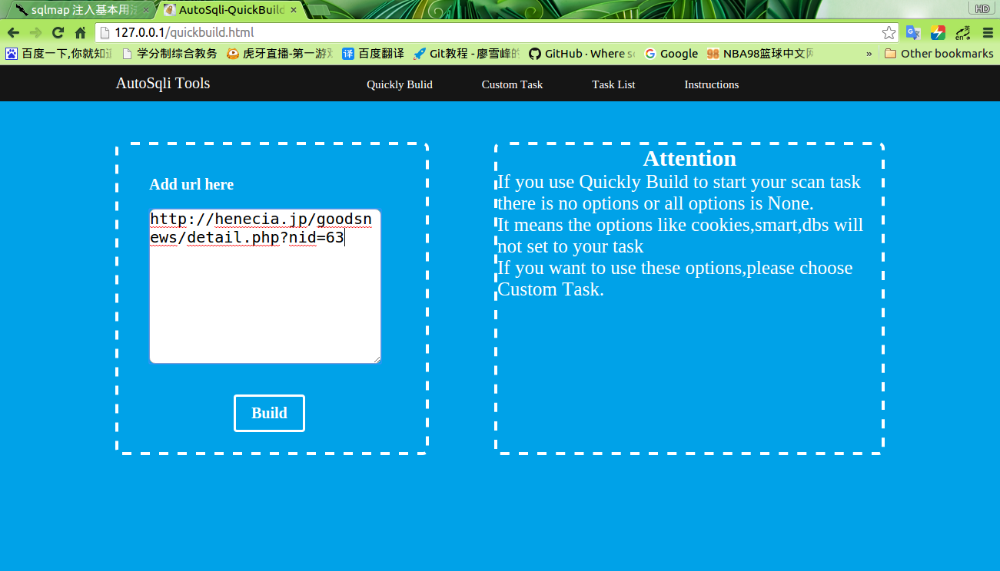 sqlmap 注入基本用法
AutoSqli-QuickBuild
HD
127.0.0.1/quickbuild.html
百度一下,你就知道
学分制综合教务
虎牙直播-第一游戏
百度翻译
Git教程 - 廖雪峰的
GitHub · Where so
Google
NBA98篮球中文网
»
Other bookmarks
AutoSqli Tools
Quickly Bulid
Custom Task
Task List
Instructions
Add url here
http://henecia.jp/goodsn
ews/detail.php?nid=63
Build
Attention
If you use Quickly Build to start your scan task
there is no options or all options is None.
It means the options like cookies,smart,dbs will
not set to your task
If you want to use these options,please choose
Custom Task.